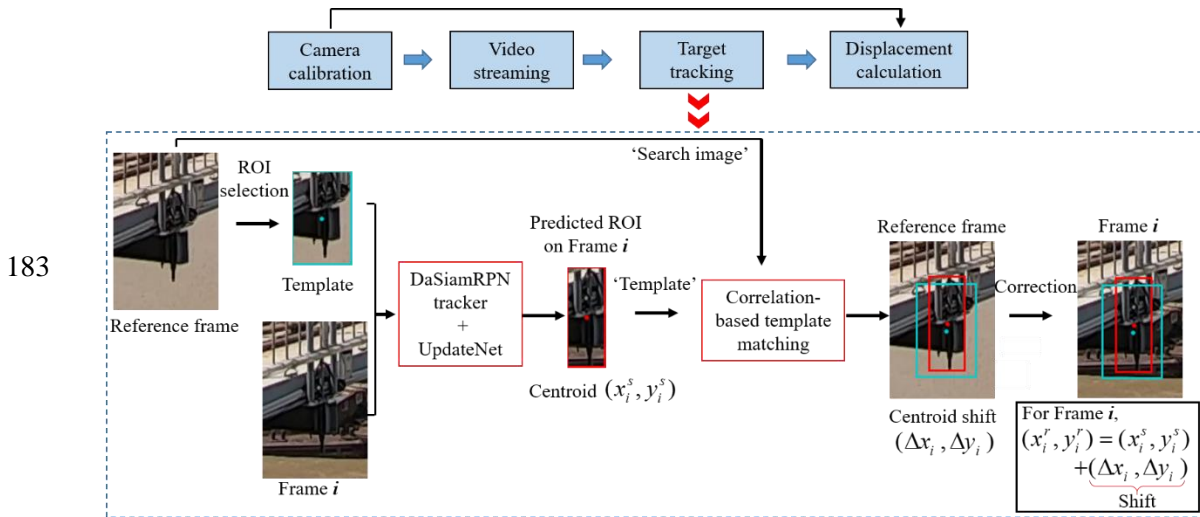 Camera
calibration
Video
streaming
Target
tracking
Displacement
calculation
183
ROI
selection
Template
Reference frame
Frame i
DaSiamRPN
tracker
+
UpdateNet
Predicted ROI
on Frame i
Centroid (x_i^s, y_i^s)
'Search image'
'Template'
Correlation-
based template
matching
Reference frame
Centroid shift
(Δx_i, Δy_i)
Correction
Frame i
For Frame i,
(x_i^r, y_i^r) = (x_i^s, y_i^s)
+(Δx_i, Δy_i)
Shift